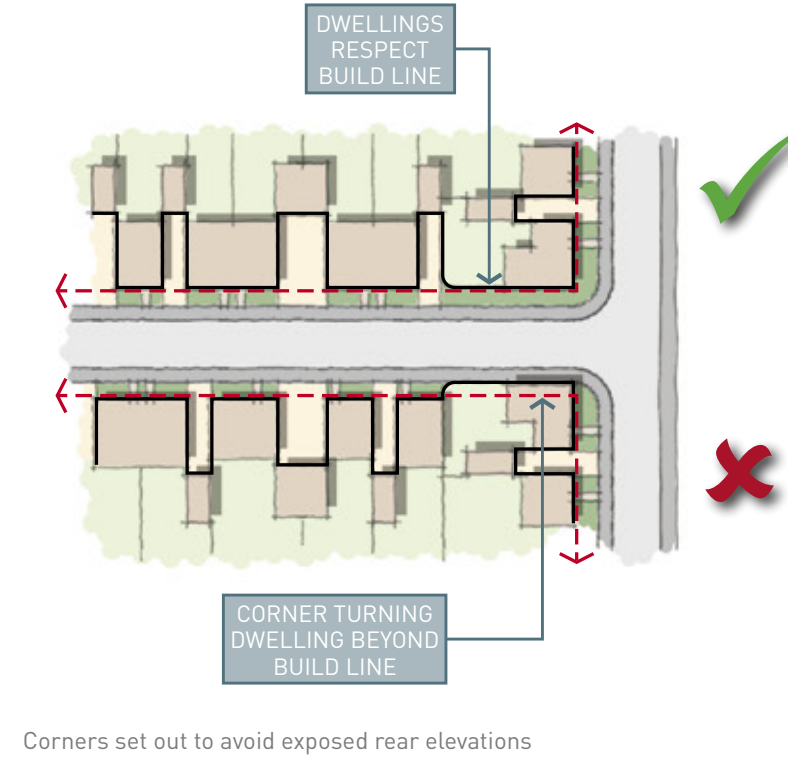 DWELLINGS
RESPECT
BUILD LINE
CORNER TURNING
DWELLING BEYOND
BUILD LINE
Corners set out to avoid exposed rear elevations